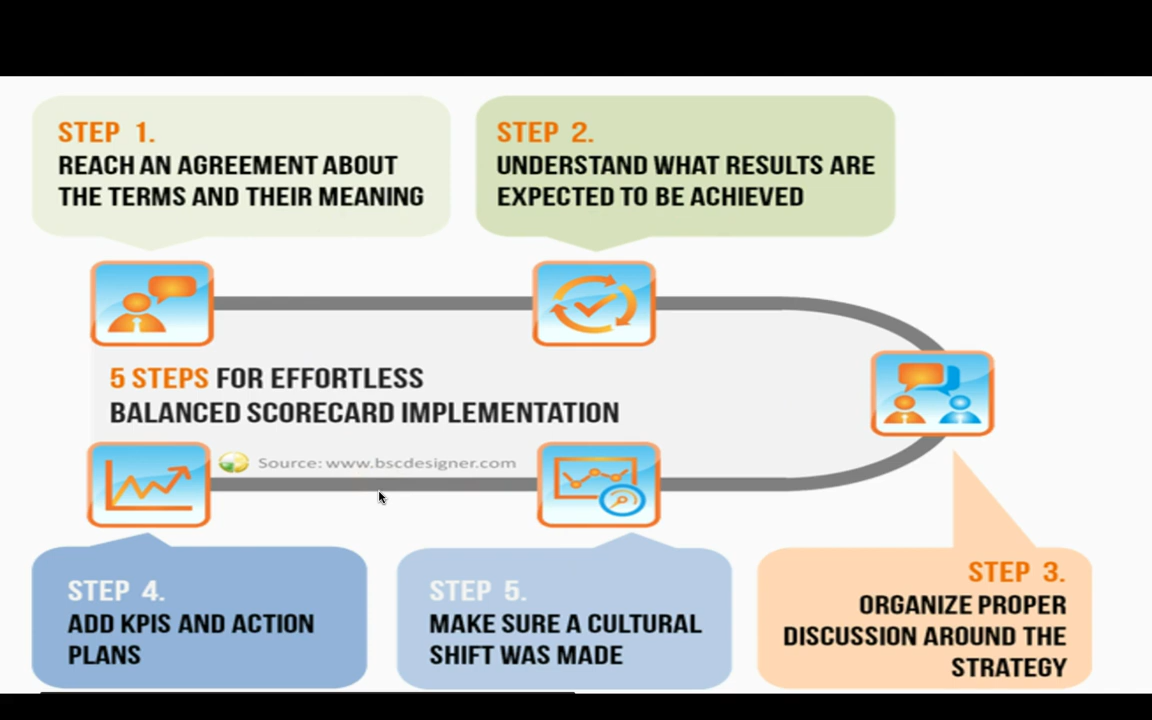 STEP 1.
REACH AN AGREEMENT ABOUT
THE TERMS AND THEIR MEANING
STEP 2.
UNDERSTAND WHAT RESULTS ARE
EXPECTED TO BE ACHIEVED
5 STEPS FOR EFFORTLESS
BALANCED SCORECARD IMPLEMENTATION
Source: www.bscdesigner.com
STEP 3.
ORGANIZE PROPER
DISCUSSION AROUND THE
STRATEGY
STEP 4.
ADD KPIS AND ACTION
PLANS
STEP 5.
MAKE SURE A CULTURAL
SHIFT WAS MADE